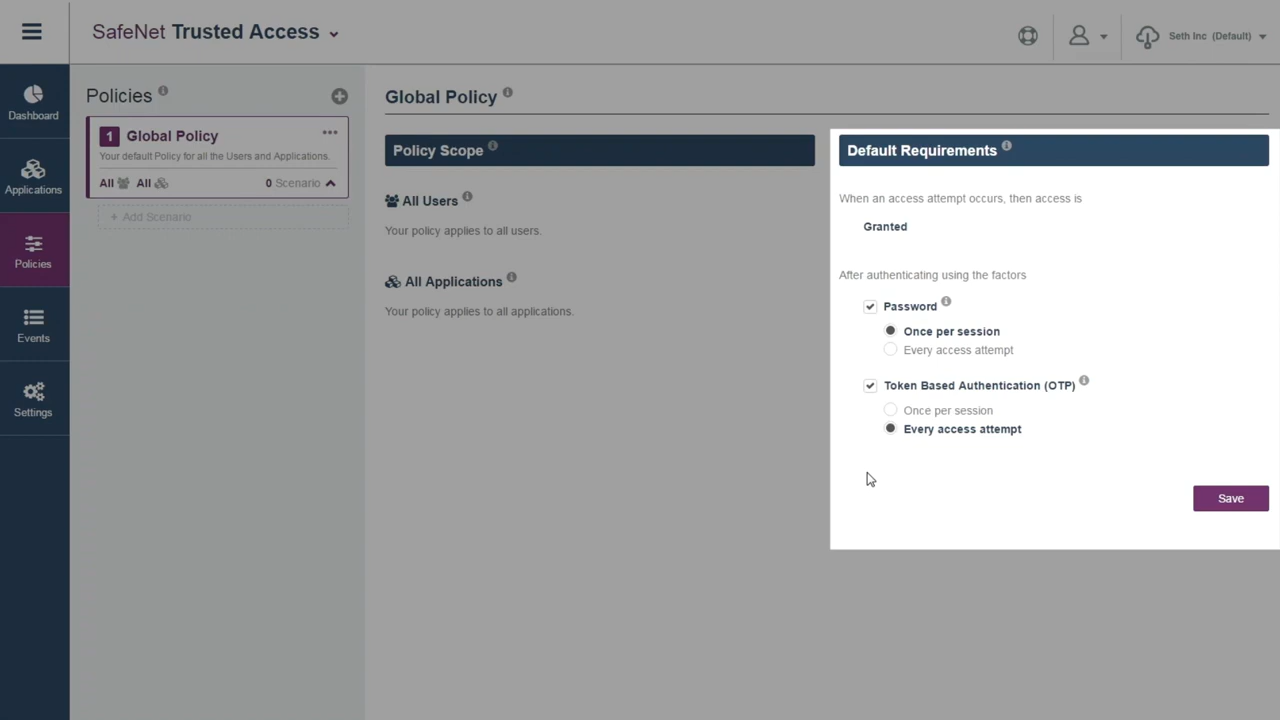 SafeNet Trusted Access
Seth Inc (Default)
Dashboard
Applications
Policies
Events
Settings
Policies
1 Global Policy
Your default Policy for all the Users and Applications.
All All 0 Scenario
+ Add Scenario
Global Policy
Policy Scope
All Users
Your policy applies to all users.
All Applications
Your policy applies to all applications.
Default Requirements
When an access attempt occurs, then access is
Granted
After authenticating using the factors
Password
Once per session
Every access attempt
Token Based Authentication (OTP)
Once per session
Every access attempt
Save